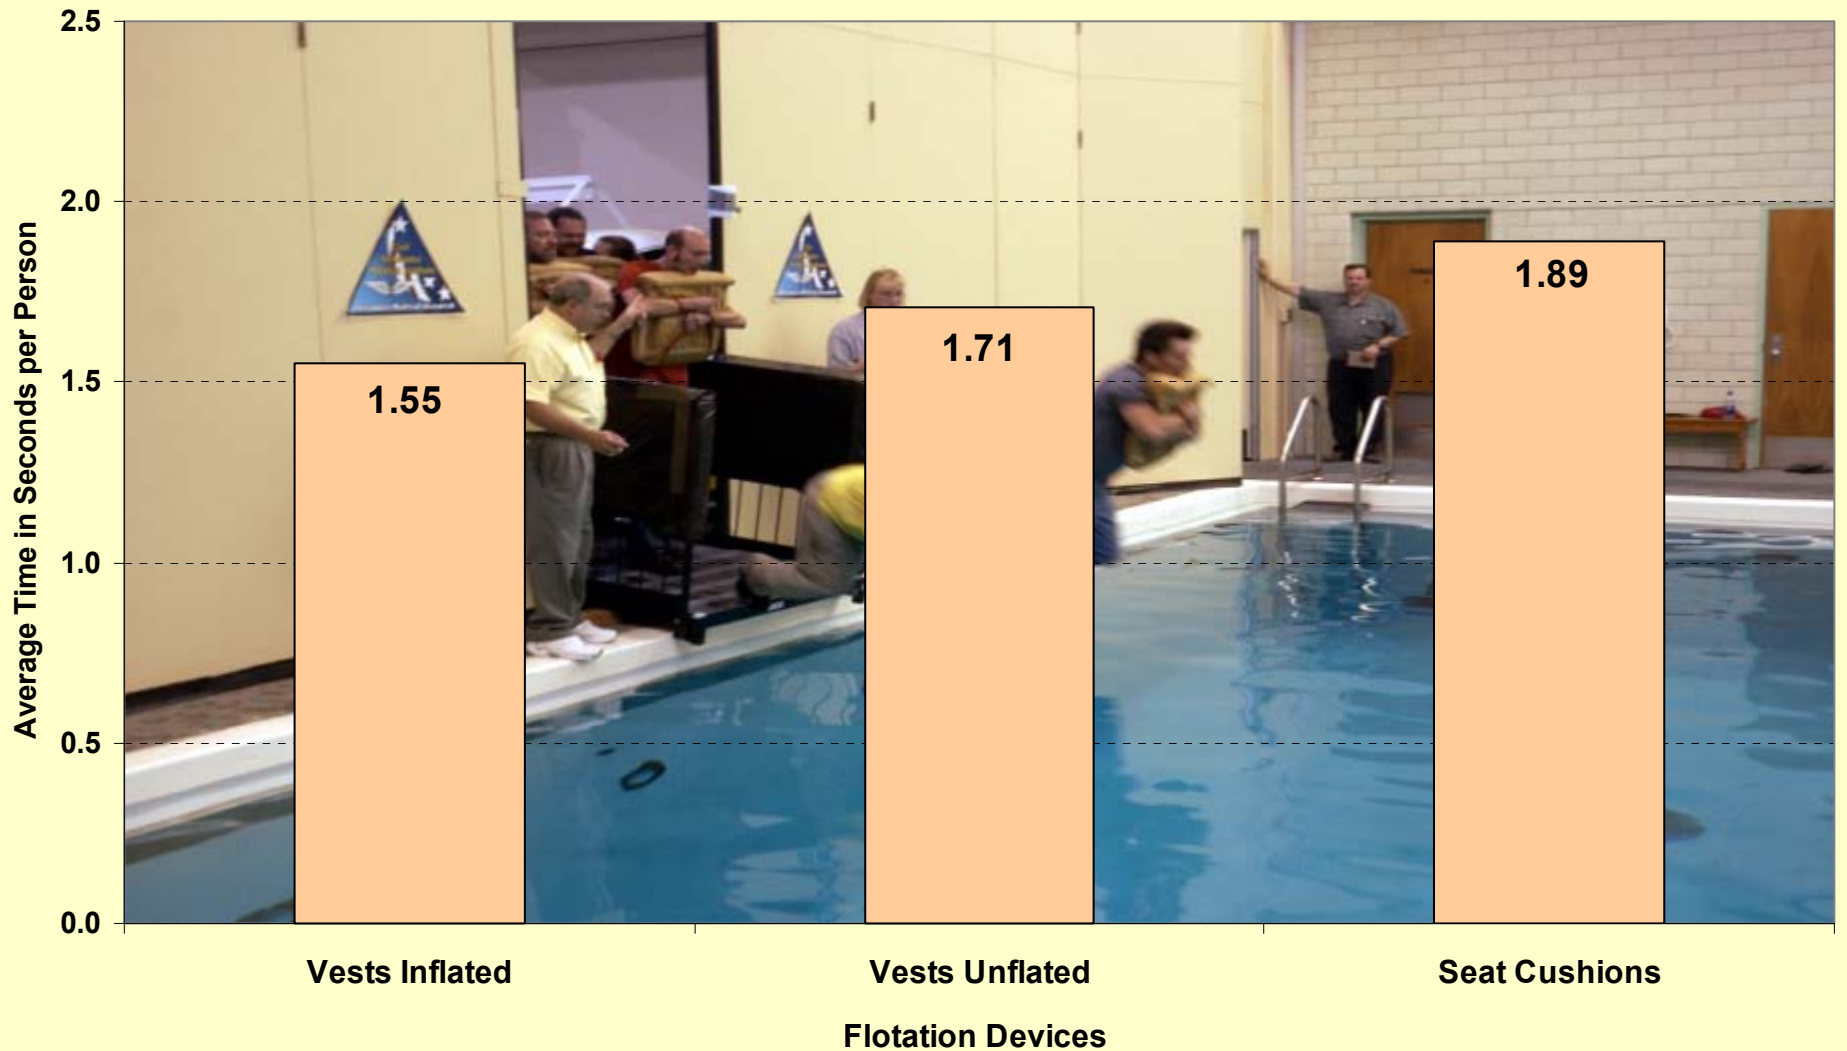 2.5
2.0
1.5
1.0
0.5
0.0
Average Time in Seconds per Person
1.55
1.71
1.89
Vests Inflated
Vests Unflated
Seat Cushions
Flotation Devices